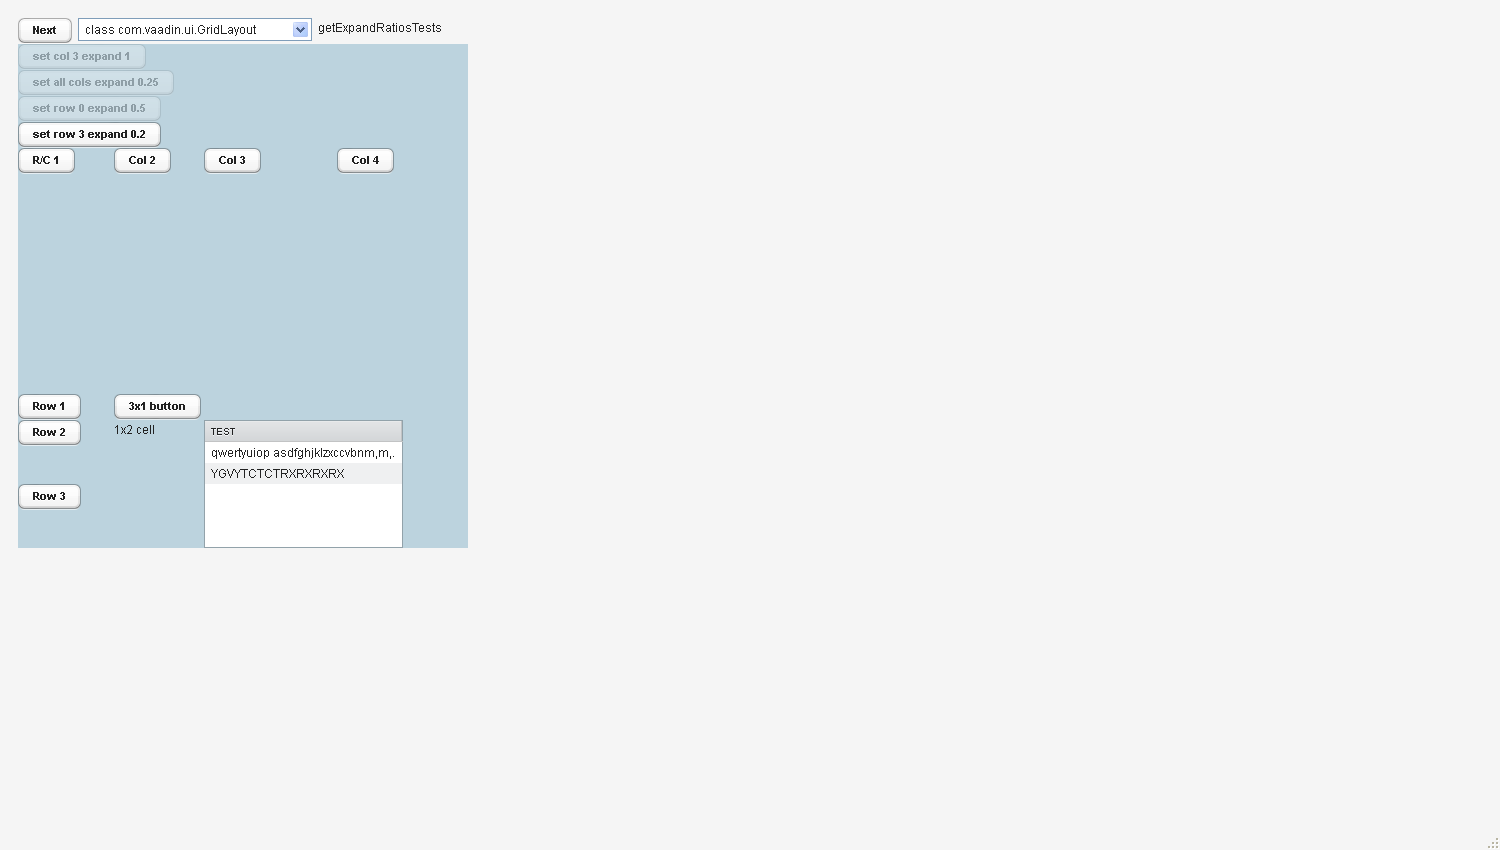 Next class com.vaadin.ui.GridLayout getExpandRatiosTests
set col 3 expand 1
set all cols expand 0.25
set row 0 expand 0.5
set row 3 expand 0.2
R/C 1 Col 2 Col 3 Col 4
Row 1 3x1 button
Row 2 1x2 cell TEST
qwertyuiop asdfghjklzxccvbnm,m,.
YGVYTCTCTRXRXRXRX
Row 3